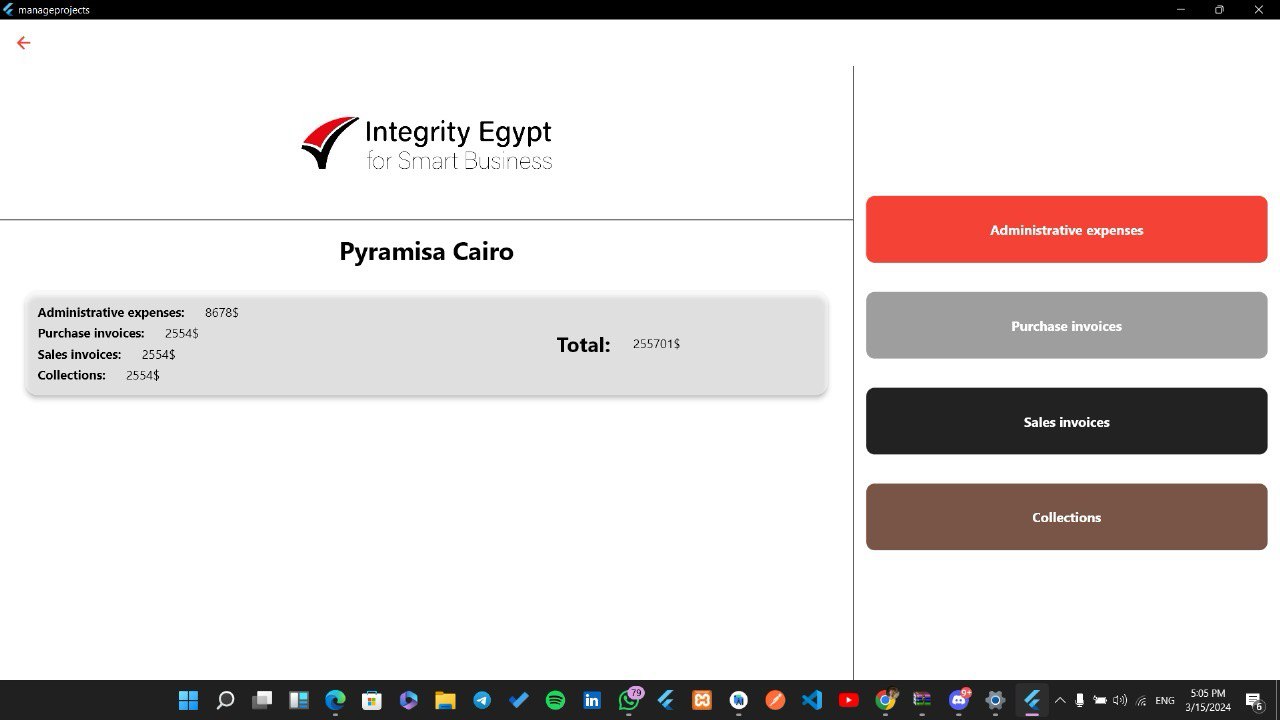 manageprojects
Integrity Egypt
for Smart Business
Pyramisa Cairo
Administrative expenses: 8678$
Purchase invoices: 2554$
Sales invoices: 2554$
Collections: 2554$
Total: 255701$
Administrative expenses
Purchase invoices
Sales invoices
Collections
79
9+
ENG
5:05 PM
3/15/2024
6